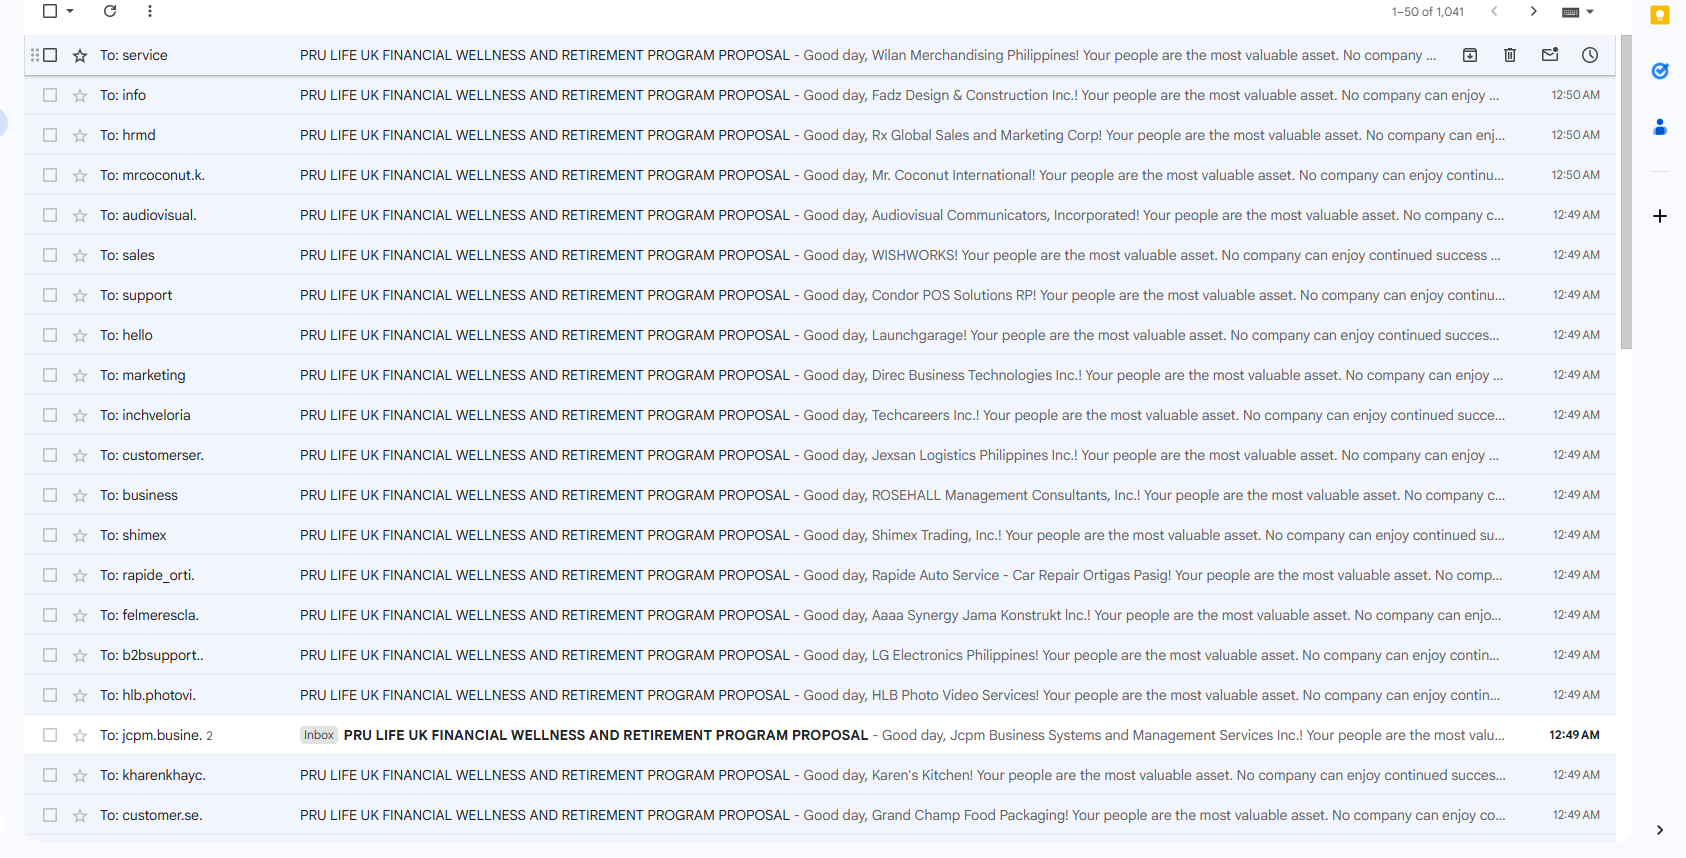 1–50 of 1,041
To: service PRU LIFE UK FINANCIAL WELLNESS AND RETIREMENT PROGRAM PROPOSAL - Good day, Wilan Merchandising Philippines! Your people are the most valuable asset. No company ...
To: info PRU LIFE UK FINANCIAL WELLNESS AND RETIREMENT PROGRAM PROPOSAL - Good day, Fadz Design & Construction Inc.! Your people are the most valuable asset. No company can enjoy ... 12:50 AM
To: hrmd PRU LIFE UK FINANCIAL WELLNESS AND RETIREMENT PROGRAM PROPOSAL - Good day, Rx Global Sales and Marketing Corp! Your people are the most valuable asset. No company can enj... 12:50 AM
To: mrcoconut.k. PRU LIFE UK FINANCIAL WELLNESS AND RETIREMENT PROGRAM PROPOSAL - Good day, Mr. Coconut International! Your people are the most valuable asset. No company can enjoy continu... 12:50 AM
To: audiovisual. PRU LIFE UK FINANCIAL WELLNESS AND RETIREMENT PROGRAM PROPOSAL - Good day, Audiovisual Communicators, Incorporated! Your people are the most valuable asset. No company c... 12:49 AM
To: sales PRU LIFE UK FINANCIAL WELLNESS AND RETIREMENT PROGRAM PROPOSAL - Good day, WISHWORKS! Your people are the most valuable asset. No company can enjoy continued success ... 12:49 AM
To: support PRU LIFE UK FINANCIAL WELLNESS AND RETIREMENT PROGRAM PROPOSAL - Good day, Condor POS Solutions RP! Your people are the most valuable asset. No company can enjoy continu... 12:49 AM
To: hello PRU LIFE UK FINANCIAL WELLNESS AND RETIREMENT PROGRAM PROPOSAL - Good day, Launchgarage! Your people are the most valuable asset. No company can enjoy continued succes... 12:49 AM
To: marketing PRU LIFE UK FINANCIAL WELLNESS AND RETIREMENT PROGRAM PROPOSAL - Good day, Direc Business Technologies Inc.! Your people are the most valuable asset. No company can enjoy ... 12:49 AM
To: inchveloria PRU LIFE UK FINANCIAL WELLNESS AND RETIREMENT PROGRAM PROPOSAL - Good day, Techcareers Inc.! Your people are the most valuable asset. No company can enjoy continued succe... 12:49 AM
To: customerser. PRU LIFE UK FINANCIAL WELLNESS AND RETIREMENT PROGRAM PROPOSAL - Good day, Jexsan Logistics Philippines Inc.! Your people are the most valuable asset. No company can enjoy ... 12:49 AM
To: business PRU LIFE UK FINANCIAL WELLNESS AND RETIREMENT PROGRAM PROPOSAL - Good day, ROSEHALL Management Consultants, Inc.! Your people are the most valuable asset. No company c... 12:49 AM
To: shimex PRU LIFE UK FINANCIAL WELLNESS AND RETIREMENT PROGRAM PROPOSAL - Good day, Shimex Trading, Inc.! Your people are the most valuable asset. No company can enjoy continued su... 12:49 AM
To: rapide_orti. PRU LIFE UK FINANCIAL WELLNESS AND RETIREMENT PROGRAM PROPOSAL - Good day, Rapide Auto Service - Car Repair Ortigas Pasig! Your people are the most valuable asset. No comp... 12:49 AM
To: felmerescla. PRU LIFE UK FINANCIAL WELLNESS AND RETIREMENT PROGRAM PROPOSAL - Good day, Aaaa Synergy Jama Konstrukt Inc.! Your people are the most valuable asset. No company can enjo... 12:49 AM
To: b2bsupport.. PRU LIFE UK FINANCIAL WELLNESS AND RETIREMENT PROGRAM PROPOSAL - Good day, LG Electronics Philippines! Your people are the most valuable asset. No company can enjoy contin... 12:49 AM
To: hlb.photovi. PRU LIFE UK FINANCIAL WELLNESS AND RETIREMENT PROGRAM PROPOSAL - Good day, HLB Photo Video Services! Your people are the most valuable asset. No company can enjoy contin... 12:49 AM
To: jcpm.busine. 2 Inbox PRU LIFE UK FINANCIAL WELLNESS AND RETIREMENT PROGRAM PROPOSAL - Good day, Jcpm Business Systems and Management Services Inc.! Your people are the most valu... 12:49 AM
To: kharenkhayc. PRU LIFE UK FINANCIAL WELLNESS AND RETIREMENT PROGRAM PROPOSAL - Good day, Karen's Kitchen! Your people are the most valuable asset. No company can enjoy continued succes... 12:49 AM
To: customer.se. PRU LIFE UK FINANCIAL WELLNESS AND RETIREMENT PROGRAM PROPOSAL - Good day, Grand Champ Food Packaging! Your people are the most valuable asset. No company can enjoy co... 12:49 AM